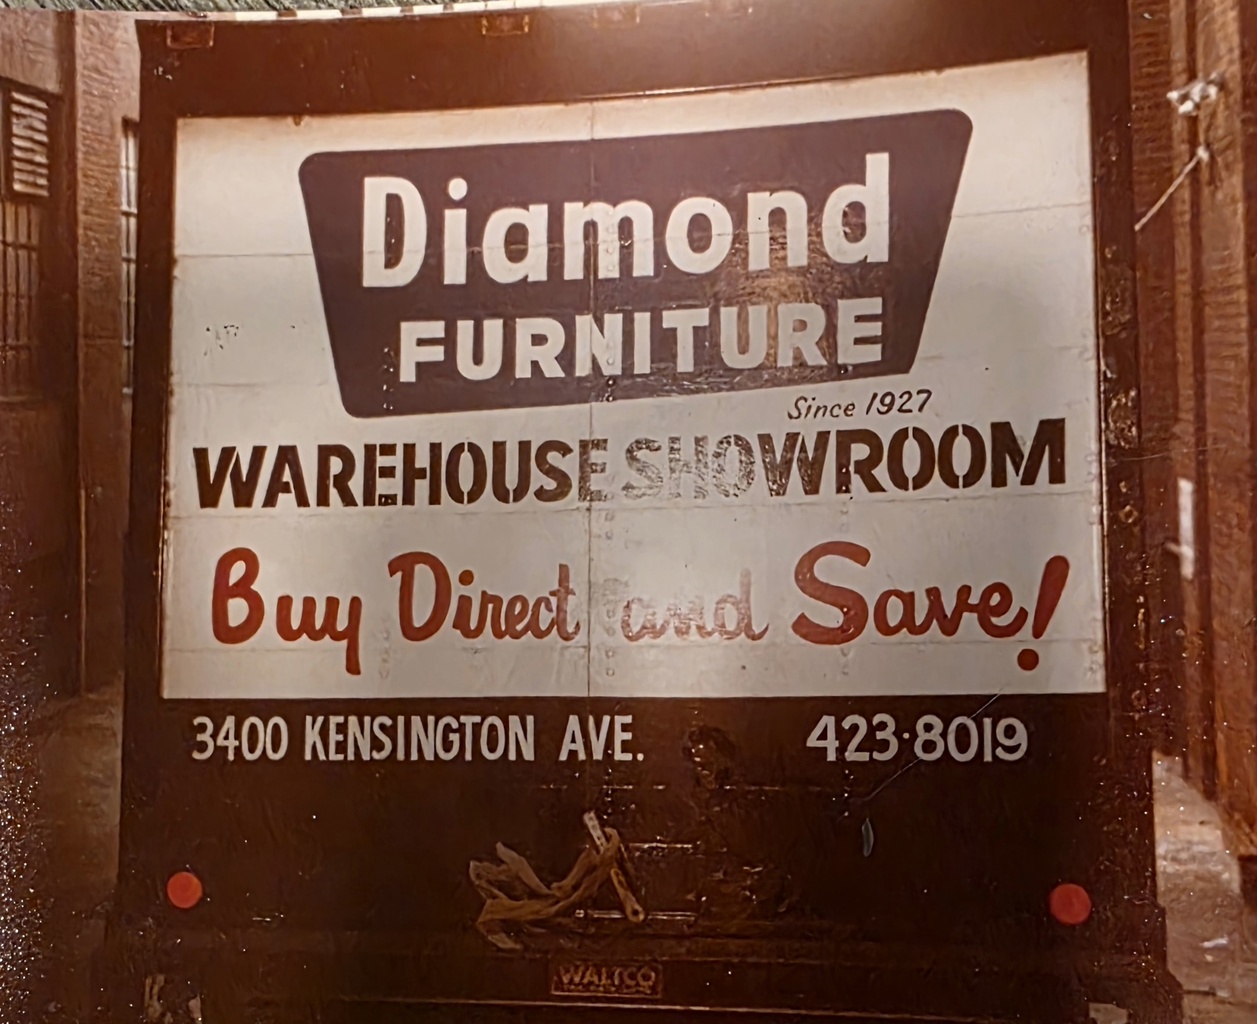 Diamond
FURNITURE
Since 1927
WAREHOUSE SHOWROOM
Buy Direct and Save!
3400 KENSINGTON AVE. 423·8019
WALTCO